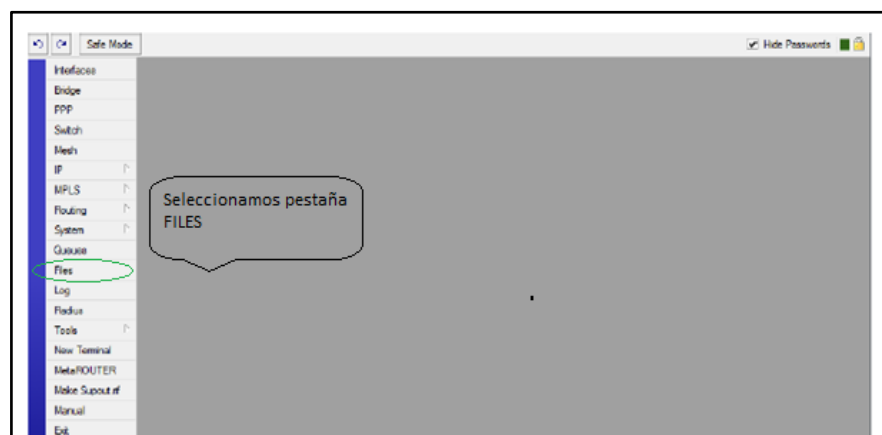 Safe Mode
Hide Passwords
Interfaces
Bridge
PPP
Switch
Mesh
IP
MPLS
Routing
System
Queues
Files
Log
Radius
Tools
New Terminal
MetaROUTER
Make Supout.rif
Manual
Exit
Seleccionamos pestaña
FILES